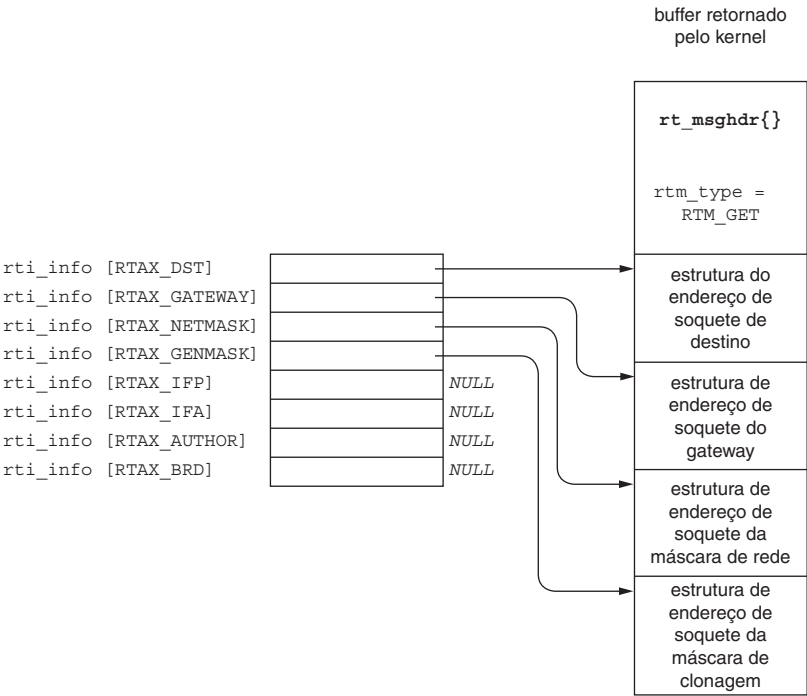 buffer retornado
pelo kernel
rt_msghdr{}
rtm_type =
RTM_GET
rti_info [RTAX_DST]
rti_info [RTAX_GATEWAY]
rti_info [RTAX_NETMASK]
rti_info [RTAX_GENMASK]
rti_info [RTAX_IFP] NULL
rti_info [RTAX_IFA] NULL
rti_info [RTAX_AUTHOR] NULL
rti_info [RTAX_BRD] NULL
estrutura do
endereço de
soquete de
destino
estrutura de
endereço de
soquete do
gateway
estrutura de
endereço de
soquete da
máscara de rede
estrutura de
endereço de
soquete da
máscara de
clonagem